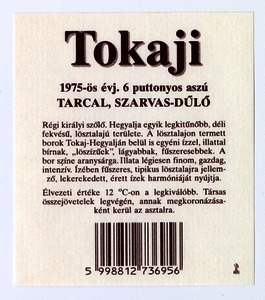 Tokaji
1975-ös évj. 6 puttonyos aszú
TARCAL, SZARVAS-DŰLŐ
Régi királyi szőlő. Hegyalja egyik legkitűnőbb, déli
fekvésű, lösztalajú területe. A lösztalajon termett
borok Tokaj-Hegyalján belül is egyéni ízzel, illattal
bírnak, „lösziízek”, lágyabbak, fűszeresebbek. A
bor színe aranysárga. Illata légiesen finom, gazdag,
intenzív. Ízében fűszeres, tipikus lösztalajra jellem-
ző, lekerekedett, érett ízek harmóniáját nyújtja.
Élvezeti értéke 12 °C-on a legkiválóbb. Társas
összejövetelek legvégén, annak megkoronázása-
ként kerül az asztalra.
5 998812 736956